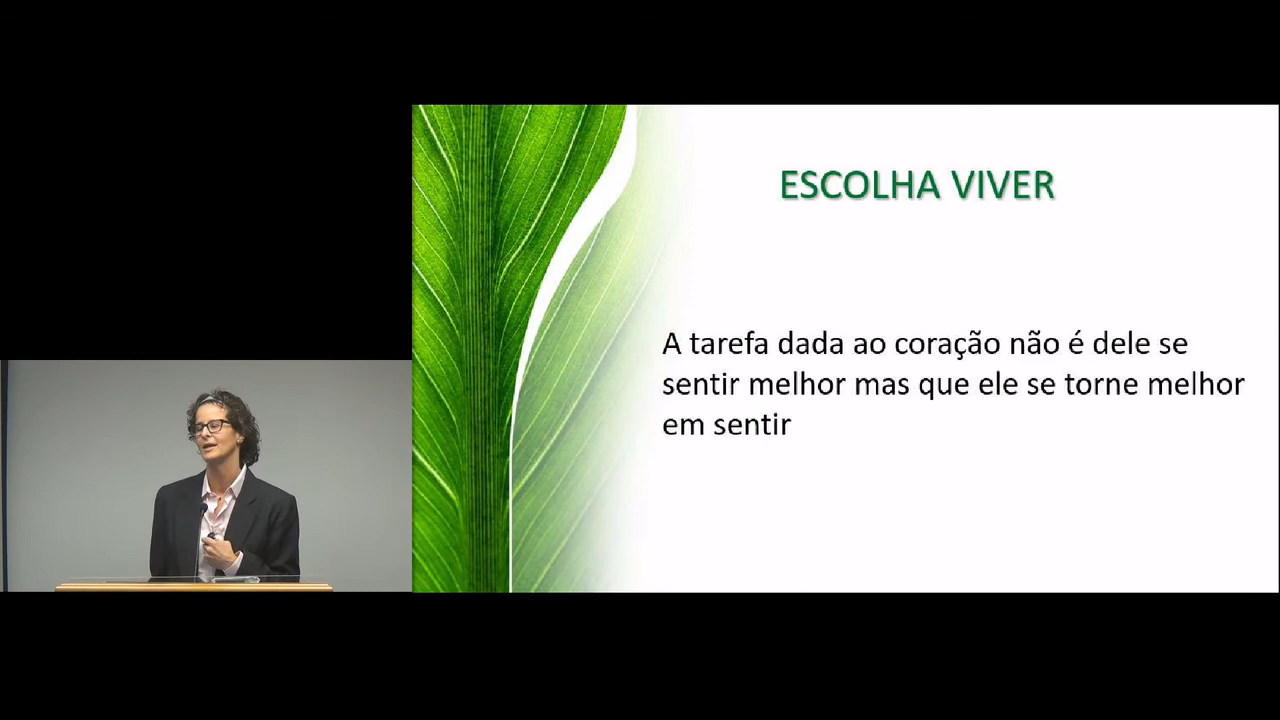 ESCOLHA VIVER
A tarefa dada ao coração não é dele se
sentir melhor mas que ele se torne melhor
em sentir